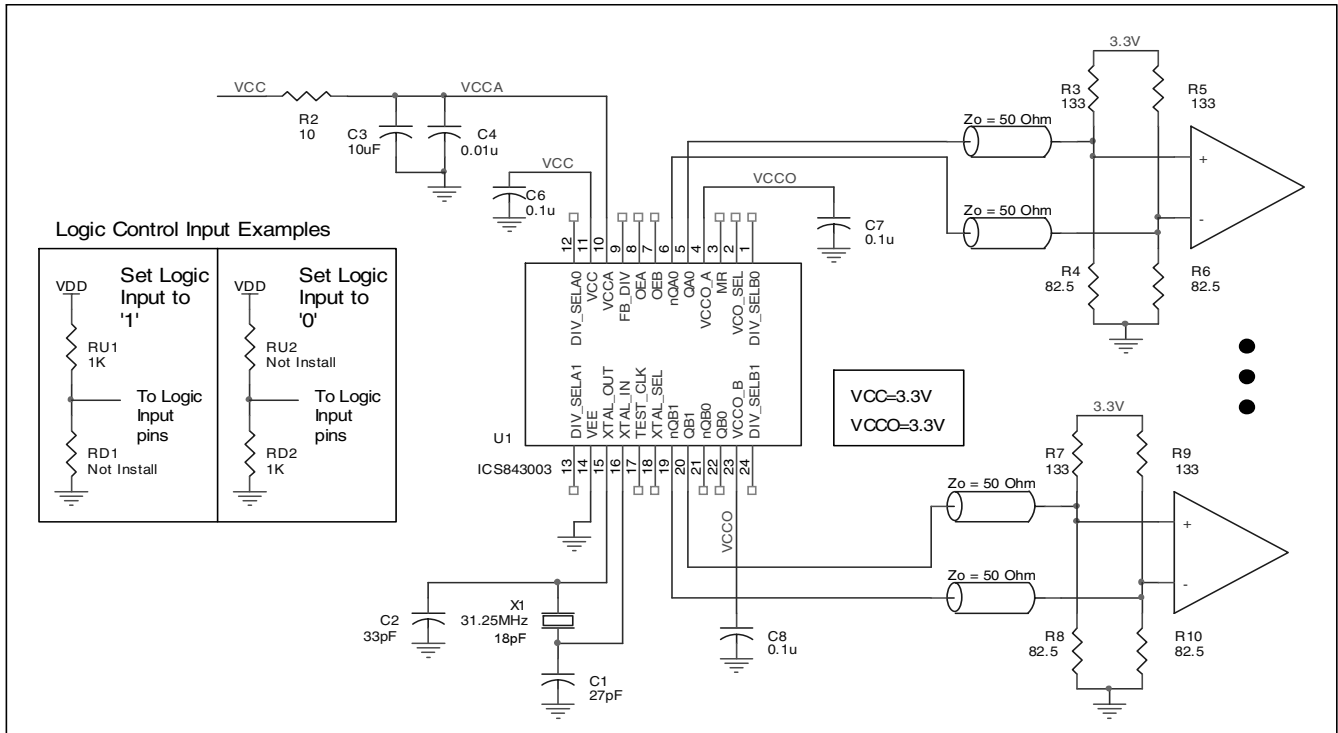 VCC
R2
10
VCCA
C3
10uF
C4
0.01u
VCC
C6
0.1u
VCCO
C7
0.1u
Zo = 50 Ohm
Zo = 50 Ohm
3.3V
R3
133
R5
133
+
-
R4
82.5
R6
82.5
Logic Control Input Examples
VDD
Set Logic
Input to
'1'
RU1
1K
To Logic
Input
pins
RD1
Not Install
VDD
Set Logic
Input to
'0'
RU2
Not Install
To Logic
Input
pins
RD2
1K
12
11
10
9
8
7
6
5
4
3
2
1
DIV_SELA0
VCC
VCCA
FB_DIV
OEA
OEB
nQA0
QA0
VCCO_A
MR
VCO_SEL
DIV_SELB0
DIV_SELA1
VEE
XTAL_OUT
XTAL_IN
TEST_CLK
XTAL_SEL
nQB1
QB1
nQB0
QB0
VCCO_B
DIV_SELB1
U1
ICS843003
13
14
15
16
17
18
19
20
21
22
23
24
VCC=3.3V
VCCO=3.3V
VCCO
C2
33pF
X1
31.25MHz
18pF
C1
27pF
C8
0.1u
Zo = 50 Ohm
Zo = 50 Ohm
3.3V
R7
133
R9
133
+
-
R8
82.5
R10
82.5